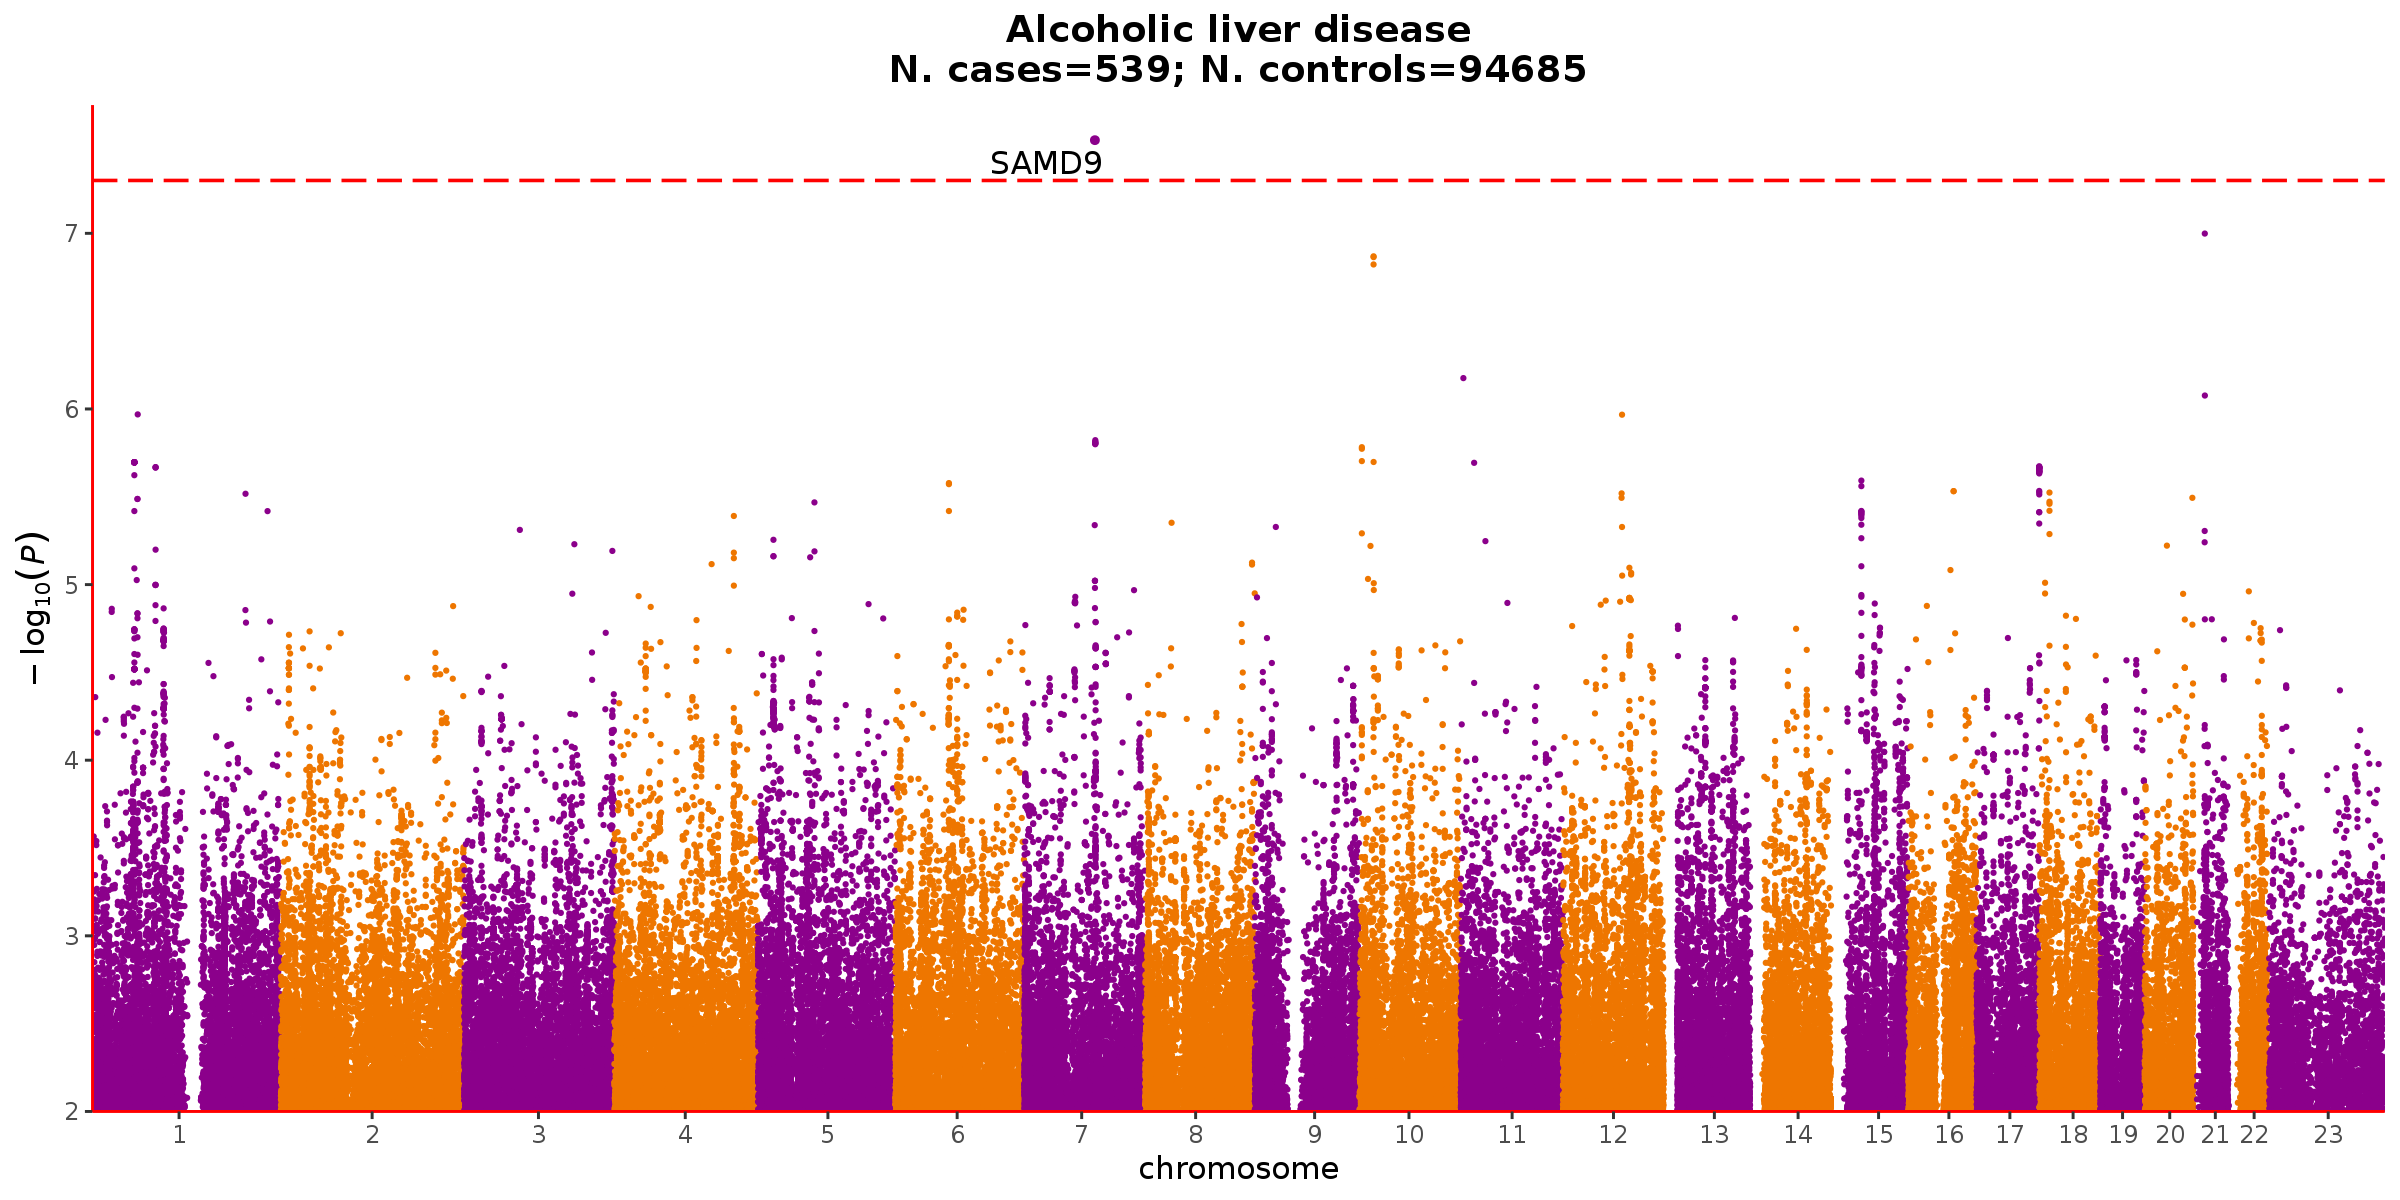 Alcoholic liver disease
N. cases=539; N. controls=94685
SAMD9
7
6
5
4
3
2
−log₁₀(P)
1 2 3 4 5 6 7 8 9 10 11 12 13 14 15 16 17 18 19 20 21 22 23
chromosome